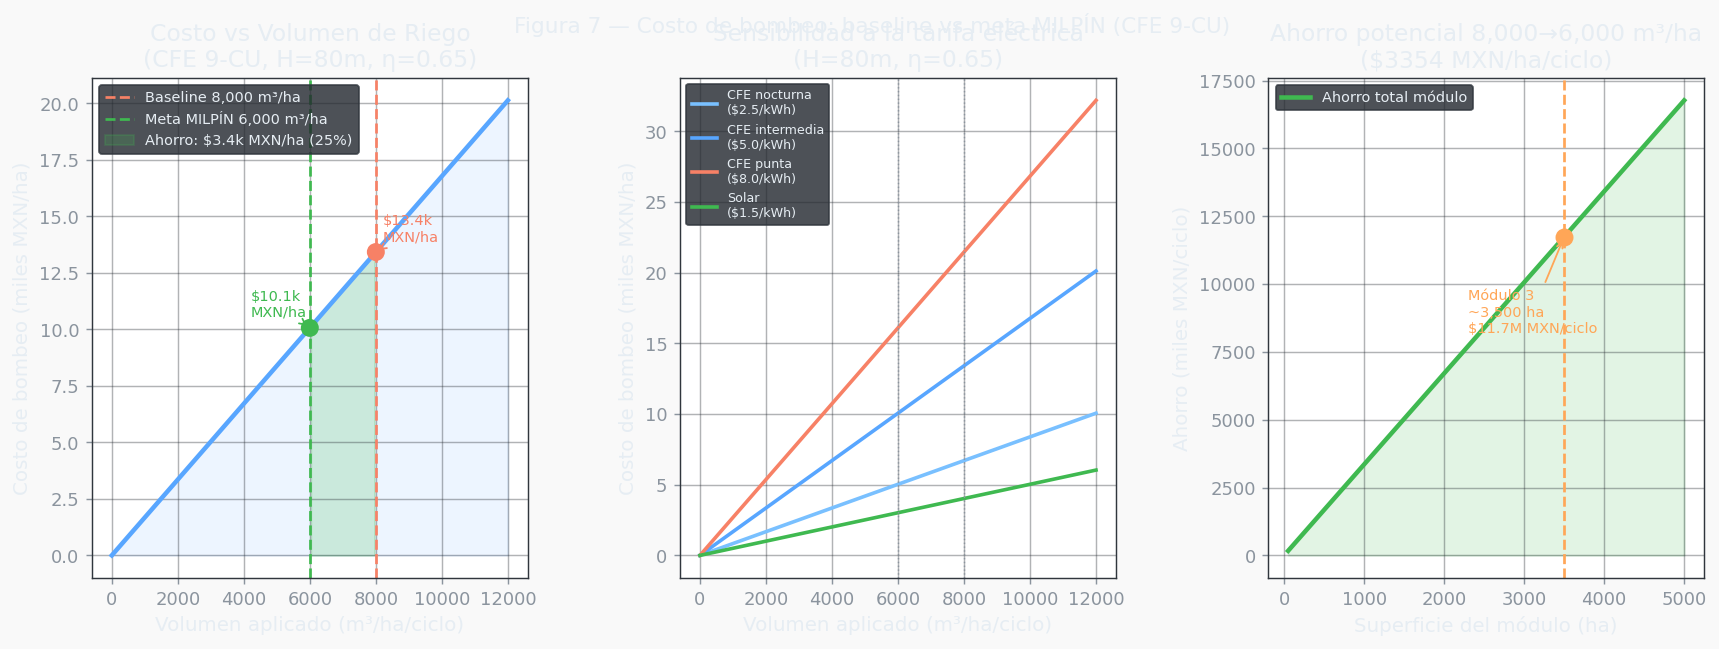 Figura 7 — Costo de bombeo: baseline vs meta MILPÍN (CFE 9-CU)
Costo vs Volumen de Riego
(CFE 9-CU, H=80m, η=0.65)
Costo de bombeo (miles MXN/ha)
20.0
17.5
15.0
12.5
10.0
7.5
5.0
2.5
0.0
Baseline 8,000 m³/ha
Meta MILPÍN 6,000 m³/ha
Ahorro: $3.4k MXN/ha (25%)
$13.4k
MXN/ha
$10.1k
MXN/ha
0 2000 4000 6000 8000 10000 12000
Volumen aplicado (m³/ha/ciclo)
Sensibilidad a la tarifa eléctrica
(H=80m, η=0.65)
Costo de bombeo (miles MXN/ha)
30
25
20
15
10
5
0
CFE nocturna
($2.5/kWh)
CFE intermedia
($5.0/kWh)
CFE punta
($8.0/kWh)
Solar
($1.5/kWh)
0 2000 4000 6000 8000 10000 12000
Volumen aplicado (m³/ha/ciclo)
Ahorro potencial 8,000→6,000 m³/ha
($3354 MXN/ha/ciclo)
Ahorro (miles MXN/ciclo)
17500
15000
12500
10000
7500
5000
2500
0
Ahorro total módulo
Módulo 3
~3,500 ha
$11.7M MXN/ciclo
0 1000 2000 3000 4000 5000
Superficie del módulo (ha)